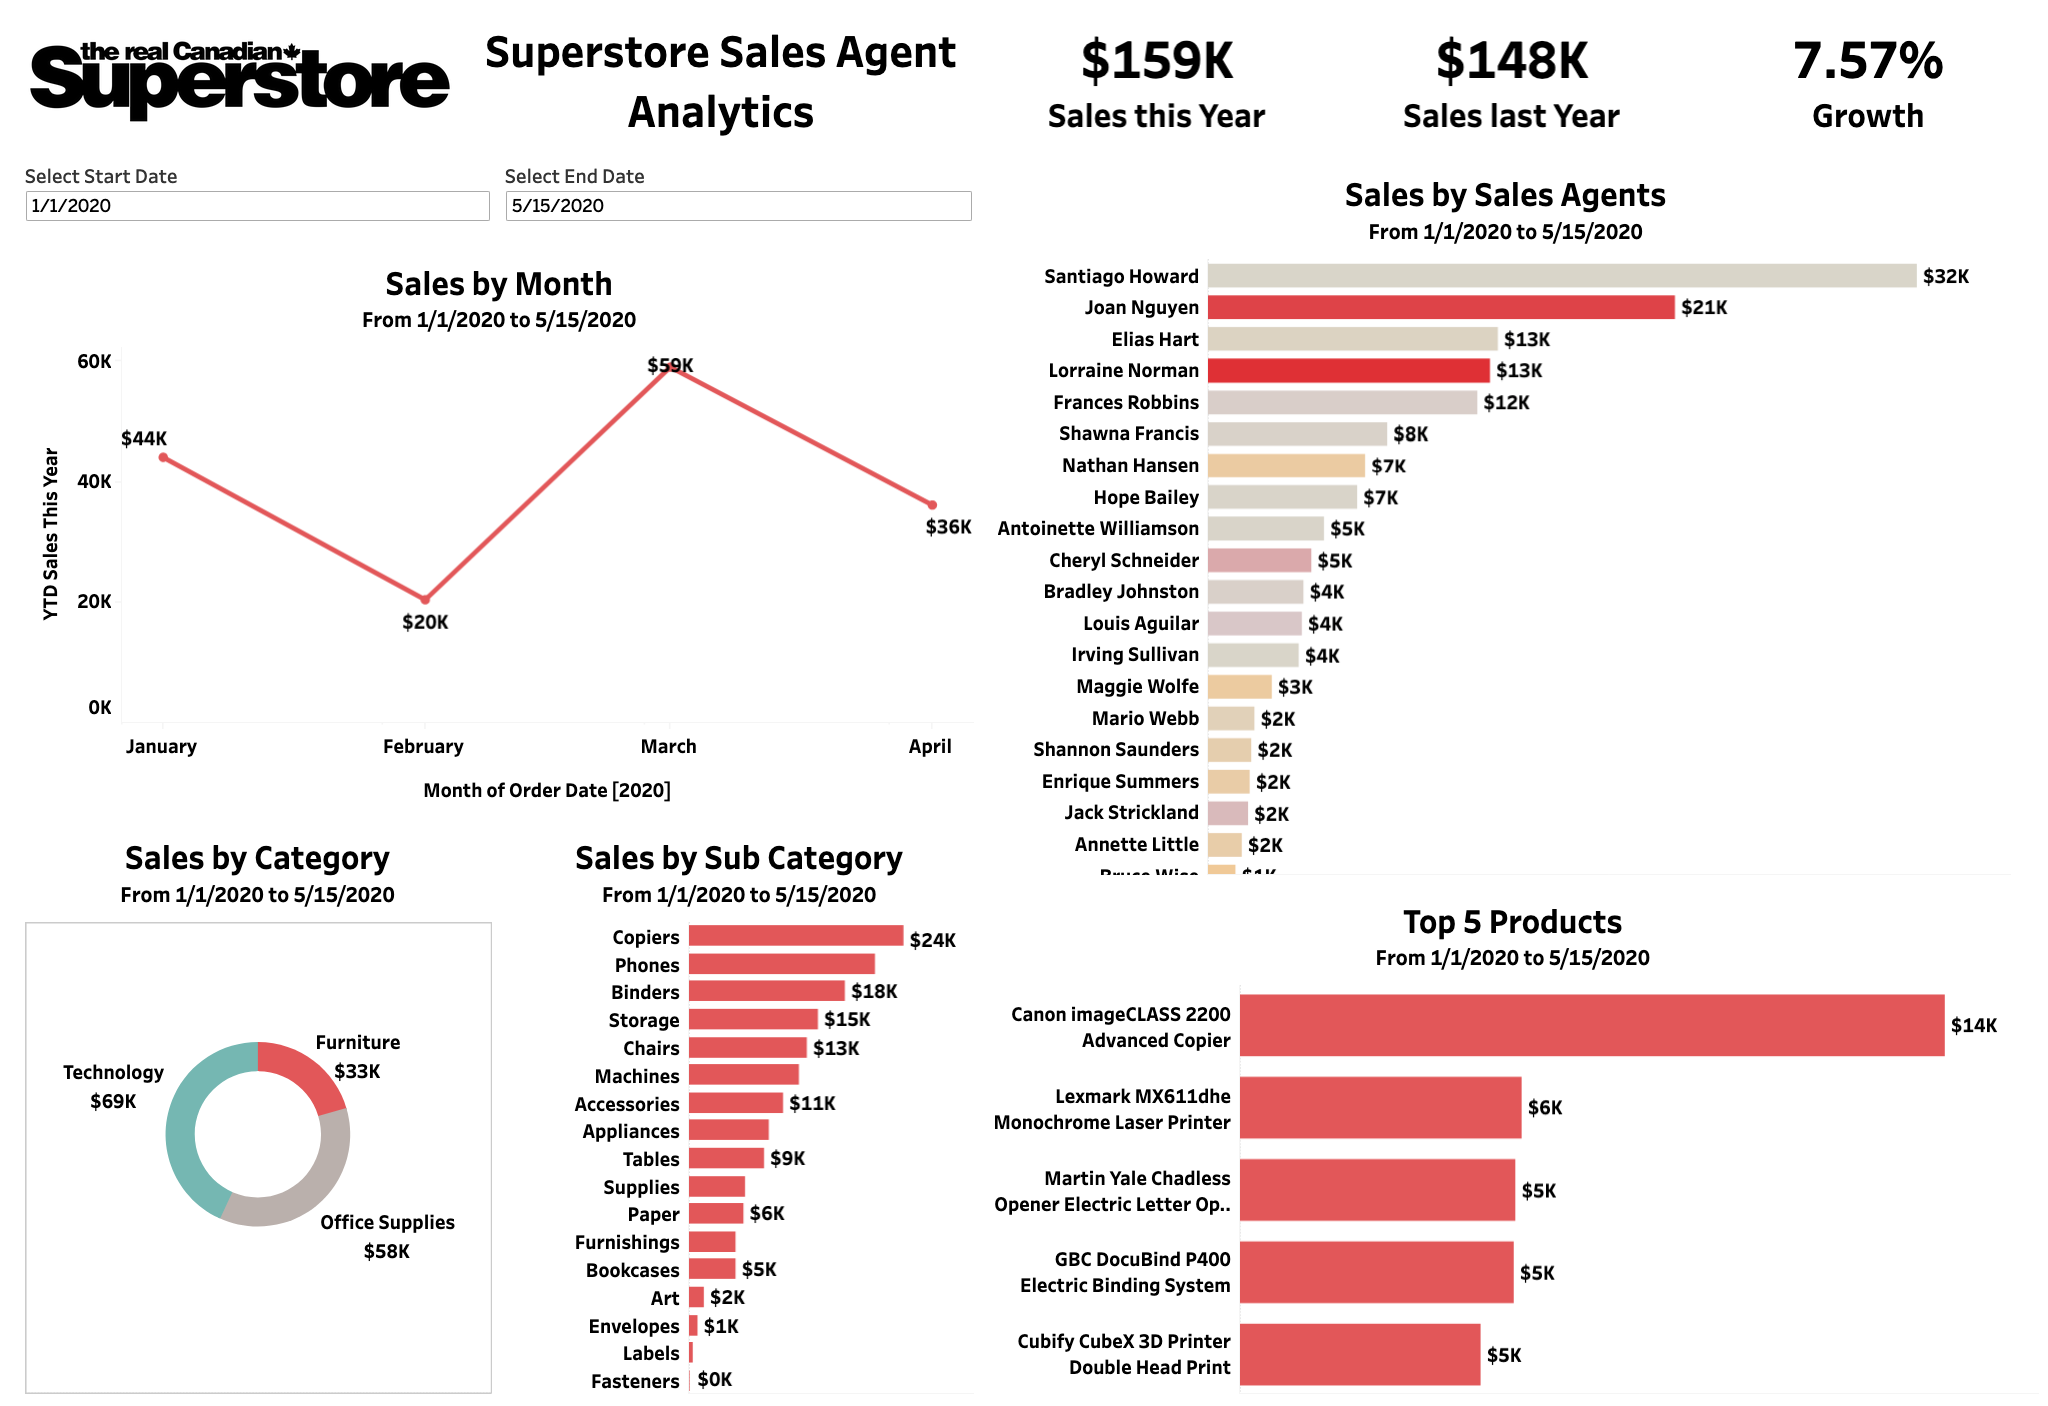 the real Canadian
Superstore
Superstore Sales Agent
Analytics
$159K
Sales this Year
$148K
Sales last Year
7.57%
Growth
Select Start Date
1/1/2020
Select End Date
5/15/2020
Sales by Month
From 1/1/2020 to 5/15/2020
YTD Sales This Year
60K
40K
20K
0K
$44K
$20K
$59K
$36K
January
February
March
April
Month of Order Date [2020]
Sales by Sales Agents
From 1/1/2020 to 5/15/2020
Santiago Howard $32K
Joan Nguyen $21K
Elias Hart $13K
Lorraine Norman $13K
Frances Robbins $12K
Shawna Francis $8K
Nathan Hansen $7K
Hope Bailey $7K
Antoinette Williamson $5K
Cheryl Schneider $5K
Bradley Johnston $4K
Louis Aguilar $4K
Irving Sullivan $4K
Maggie Wolfe $3K
Mario Webb $2K
Shannon Saunders $2K
Enrique Summers $2K
Jack Strickland $2K
Annette Little $2K
Bruce Wise $1K
Sales by Category
From 1/1/2020 to 5/15/2020
Furniture
$33K
Technology
$69K
Office Supplies
$58K
Sales by Sub Category
From 1/1/2020 to 5/15/2020
Copiers $24K
Phones
Binders $18K
Storage $15K
Chairs $13K
Machines
Accessories $11K
Appliances
Tables $9K
Supplies
Paper $6K
Furnishings
Bookcases $5K
Art $2K
Envelopes $1K
Labels
Fasteners $0K
Top 5 Products
From 1/1/2020 to 5/15/2020
Canon imageCLASS 2200
Advanced Copier
$14K
Lexmark MX611dhe
Monochrome Laser Printer
$6K
Martin Yale Chadless
Opener Electric Letter Op..
$5K
GBC DocuBind P400
Electric Binding System
$5K
Cubify CubeX 3D Printer
Double Head Print
$5K